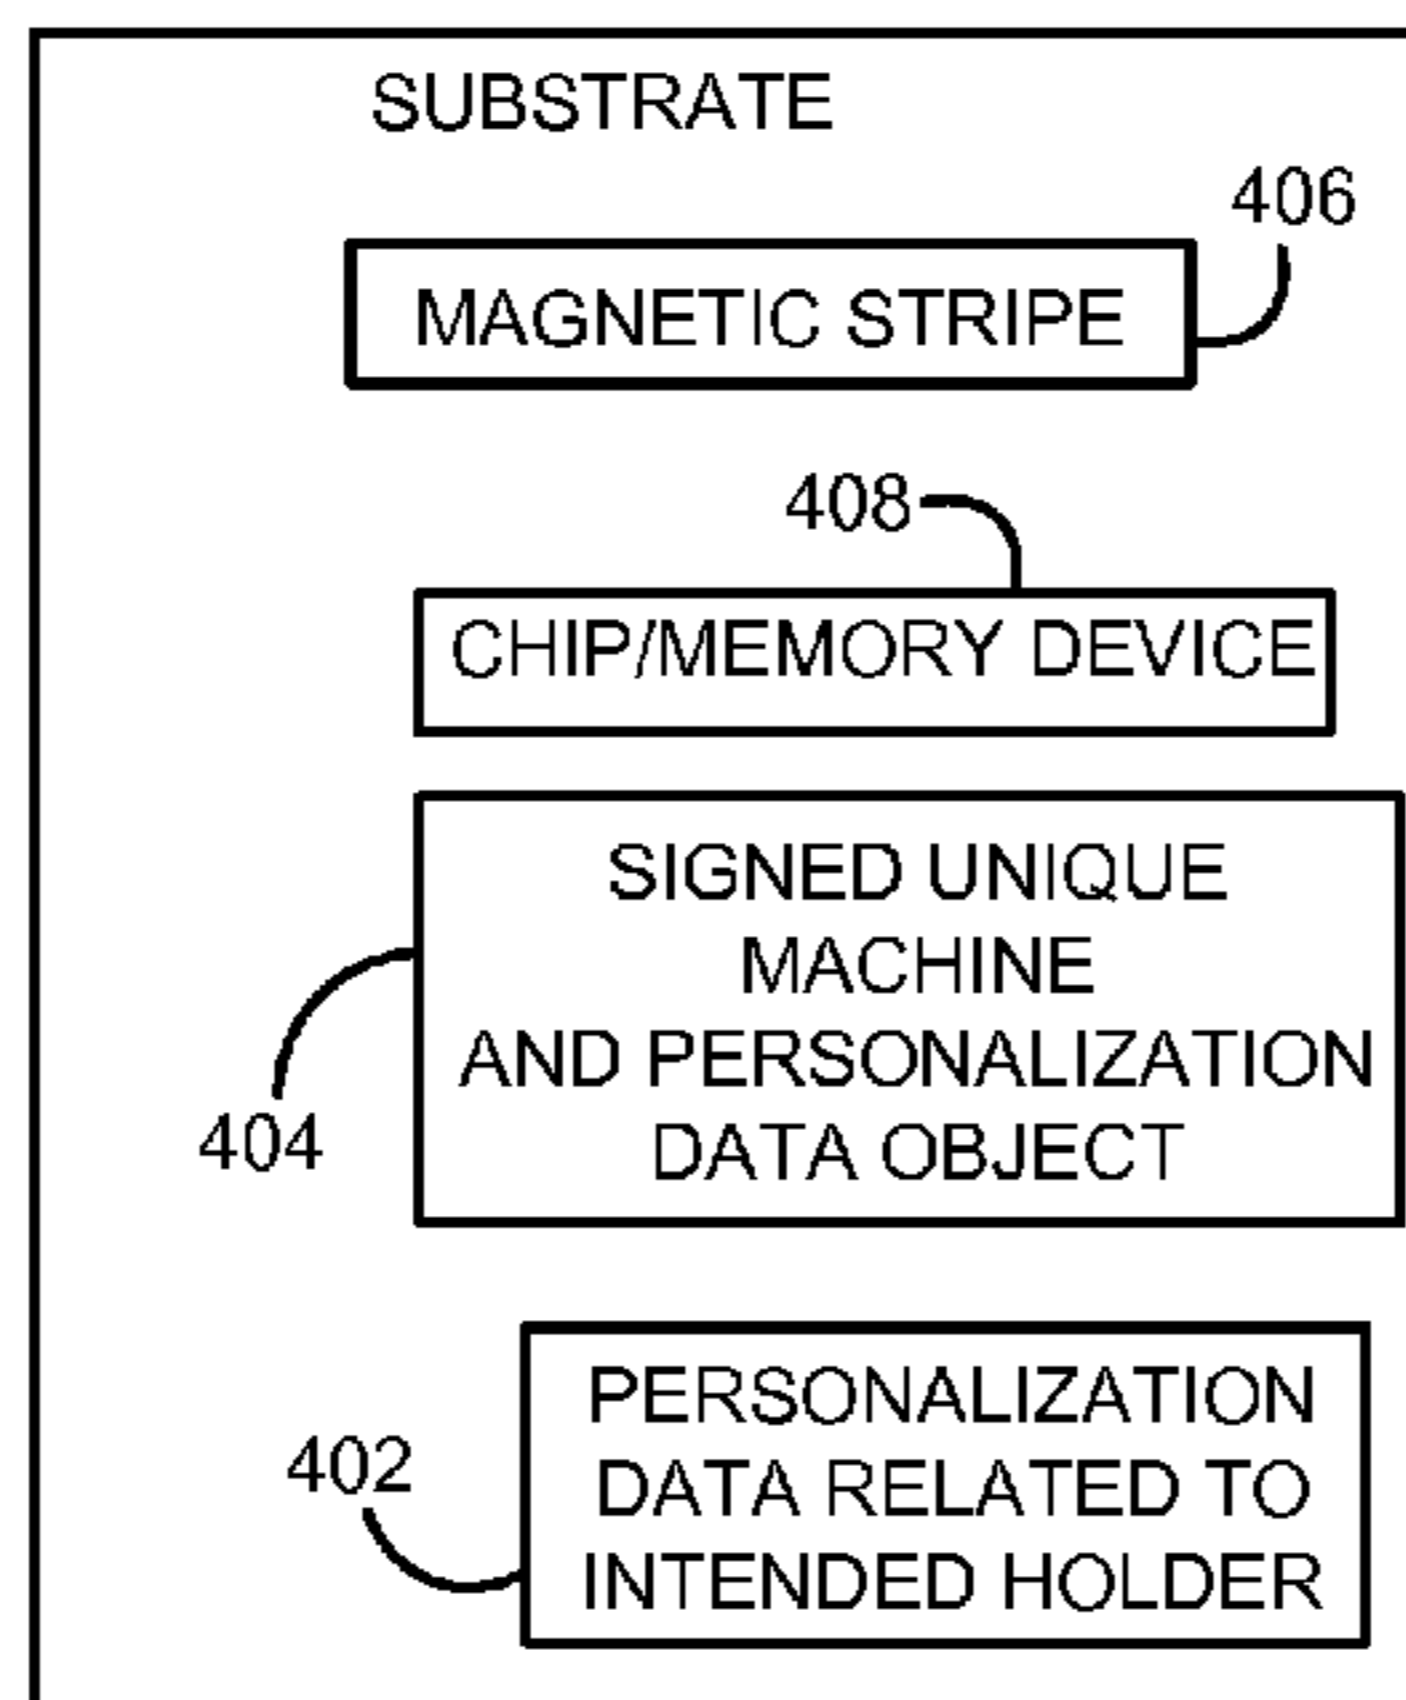 SUBSTRATE
406
MAGNETIC STRIPE
408
CHIP/MEMORY DEVICE
SIGNED UNIQUE
MACHINE
AND PERSONALIZATION
DATA OBJECT
404
PERSONALIZATION
DATA RELATED TO
INTENDED HOLDER
402